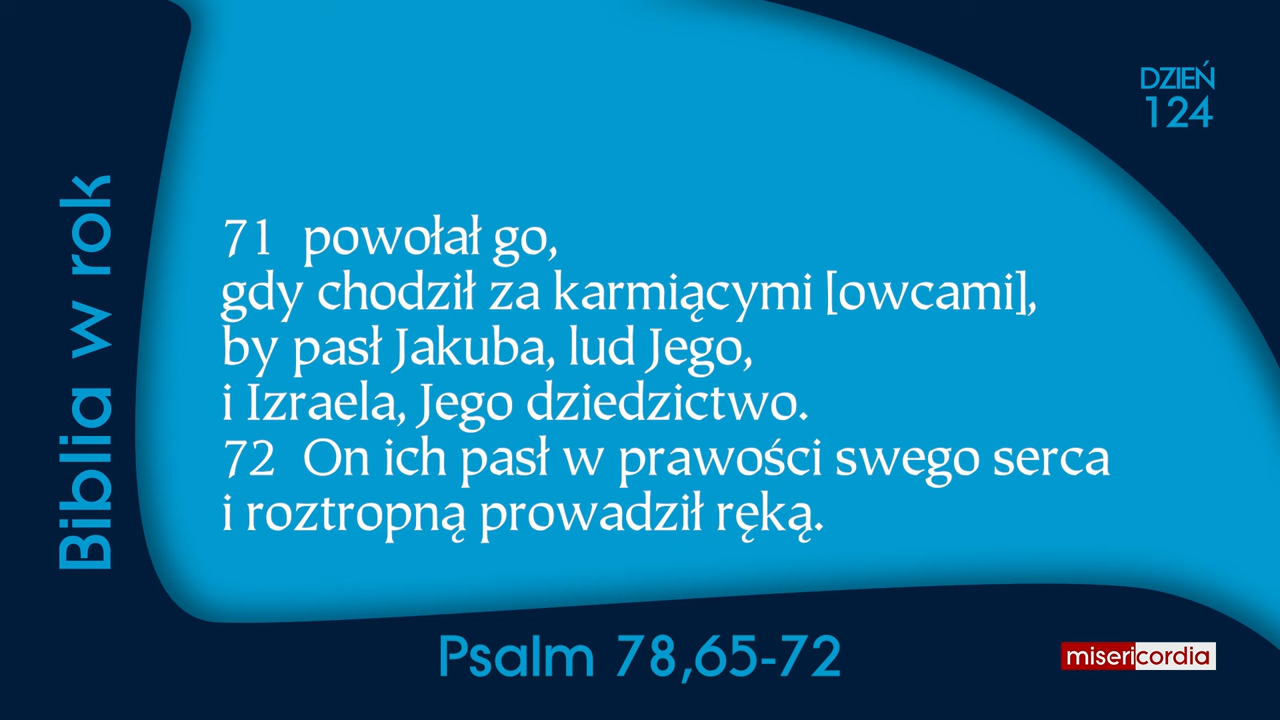 DZIEŃ
124
Biblia w rok
71 powołał go,
gdy chodził za karmiącymi [owcami],
by pasł Jakuba, lud Jego,
i Izraela, Jego dziedzictwo.
72 On ich pasł w prawości swego serca
i roztropną prowadził ręką.
Psalm 78,65-72
misericordia